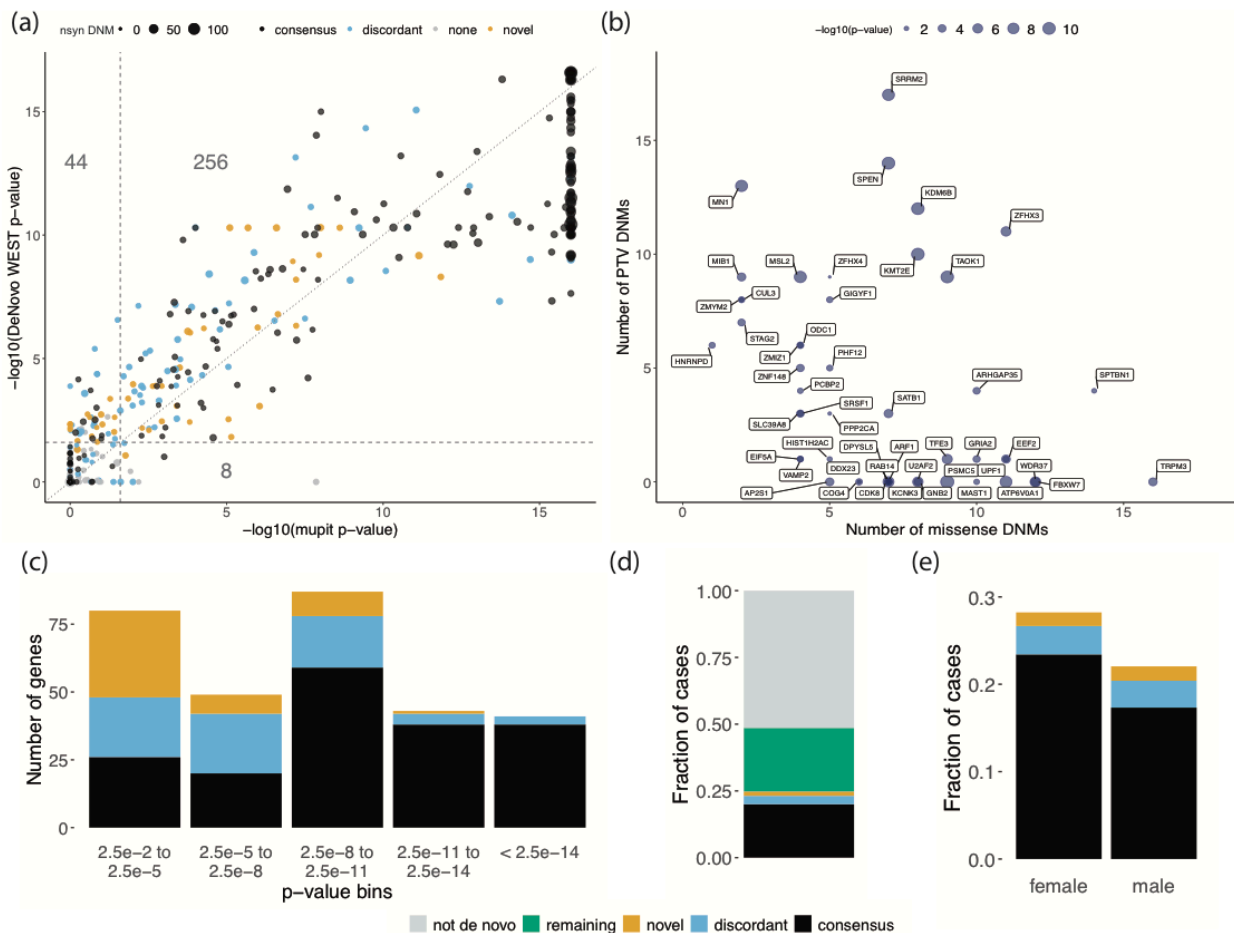 (a)
nsyn DNM 0 50 100 consensus discordant none novel
−log10(DeNovo WEST p−value)
15
10
5
0
44
256
8
0 5 10 15
−log10(mupit p−value)
(b)
−log10(p−value) 2 4 6 8 10
Number of PTV DNMs
15
10
5
0
SRRM2
SPEN
MN1
KDM6B
ZFHX3
MIB1
MSL2
ZFHX4
KMT2E
TAOK1
CUL3
GIGYF1
ZMYM2
STAG2
ODC1
HNRNPD
ZMIZ1
PHF12
ZNF148
PCBP2
ARHGAP35
SPTBN1
SRSF1
SATB1
SLC39A8
PPP2CA
HIST1H2AC
DPYSL5
ARF1
TFE3
GRIA2
EEF2
EIF5A
VAMP2
DDX23
RAB14
U2AF2
PSMC5
UPF1
WDR37
TRPM3
AP2S1
COG4
CDK8
KCNK3
GNB2
MAST1
ATP6V0A1
FBXW7
0 5 10 15
Number of missense DNMs
(c)
Number of genes
75
50
25
0
2.5e−2 to 2.5e−5 to 2.5e−8 to 2.5e−11 to < 2.5e−14
2.5e−5 2.5e−8 2.5e−11 2.5e−14
p−value bins
(d)
Fraction of cases
1.00
0.75
0.50
0.25
0.00
(e)
Fraction of cases
0.3
0.2
0.1
0.0
female male
not de novo remaining novel discordant consensus